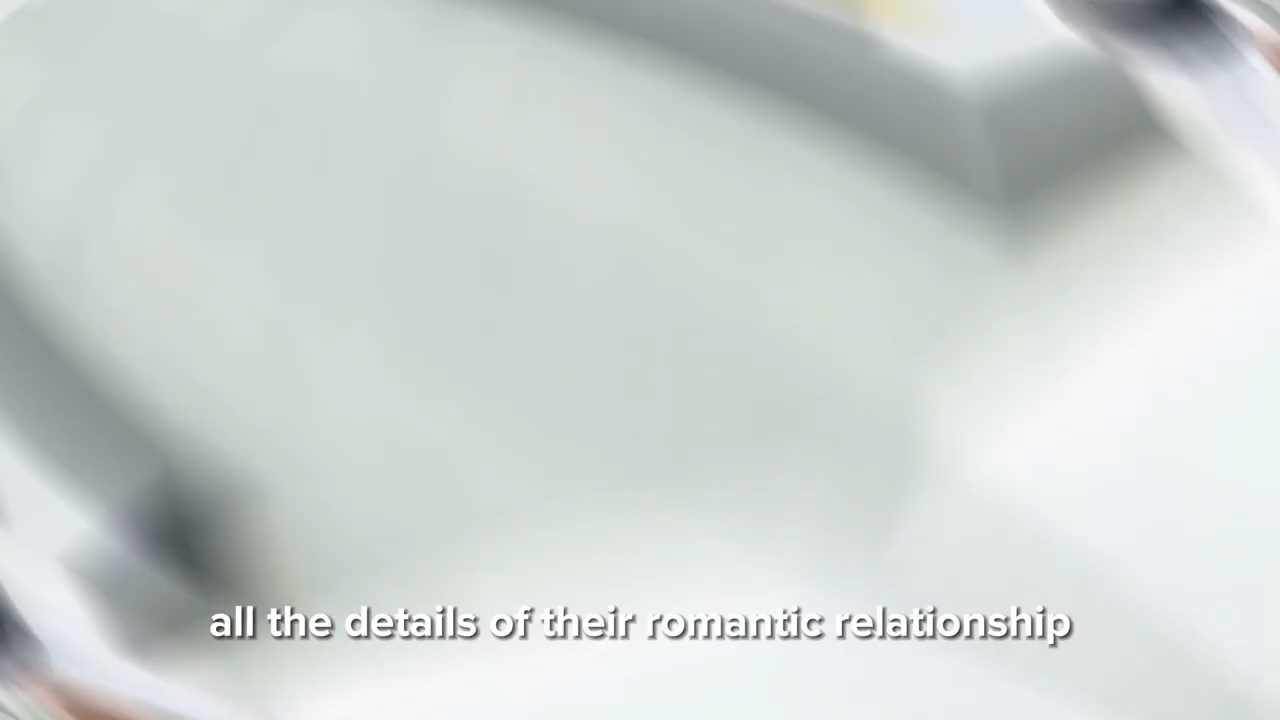 all the details of their romantic relationship